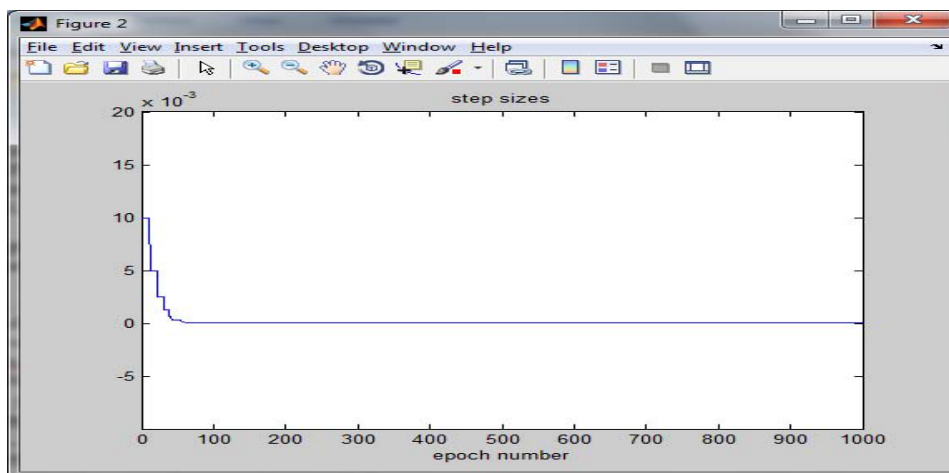 Figure 2
File Edit View Insert Tools Desktop Window Help
× 10⁻³
step sizes
20
15
10
5
0
-5
0 100 200 300 400 500 600 700 800 900 1000
epoch number